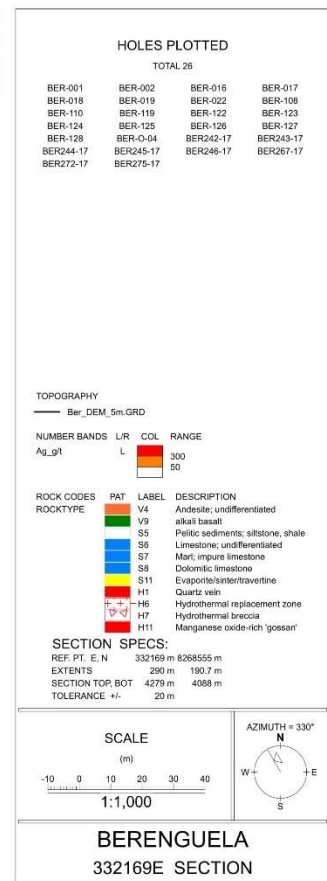 HOLES PLOTTED
TOTAL 26
BER-001 BER-002 BER-016 BER-017
BER-018 BER-019 BER-022 BER-108
BER-110 BER-119 BER-122 BER-123
BER-124 BER-125 BER-126 BER-127
BER-128 BER-O-04 BER242-17 BER243-17
BER244-17 BER245-17 BER246-17 BER267-17
BER272-17 BER275-17
TOPOGRAPHY
Ber_DEM_5m.GRD
NUMBER BANDS L/R COL RANGE
Ag_g/t L
300
50
ROCK CODES PAT LABEL DESCRIPTION
ROCKTYPE V4 Andesite; undifferentiated
V9 alkali basalt
S5 Pelitic sediments; siltstone, shale
S6 Limestone; undifferentiated
S7 Marl; impure limestone
S8 Dolomitic limestone
S11 Evaporite/sinter/travertine
H1 Quartz vein
H6 Hydrothermal replacement zone
H7 Hydrothermal breccia
H11 Manganese oxide-rich 'gossan'
SECTION SPECS:
REF. PT. E, N 332169 m 8268555 m
EXTENTS 290 m 190.7 m
SECTION TOP, BOT 4279 m 4088 m
TOLERANCE +/- 20 m
SCALE
(m)
-10 0 10 20 30 40
1:1,000
AZIMUTH = 330°
N
W E
S
BERENGUELA
332169E SECTION